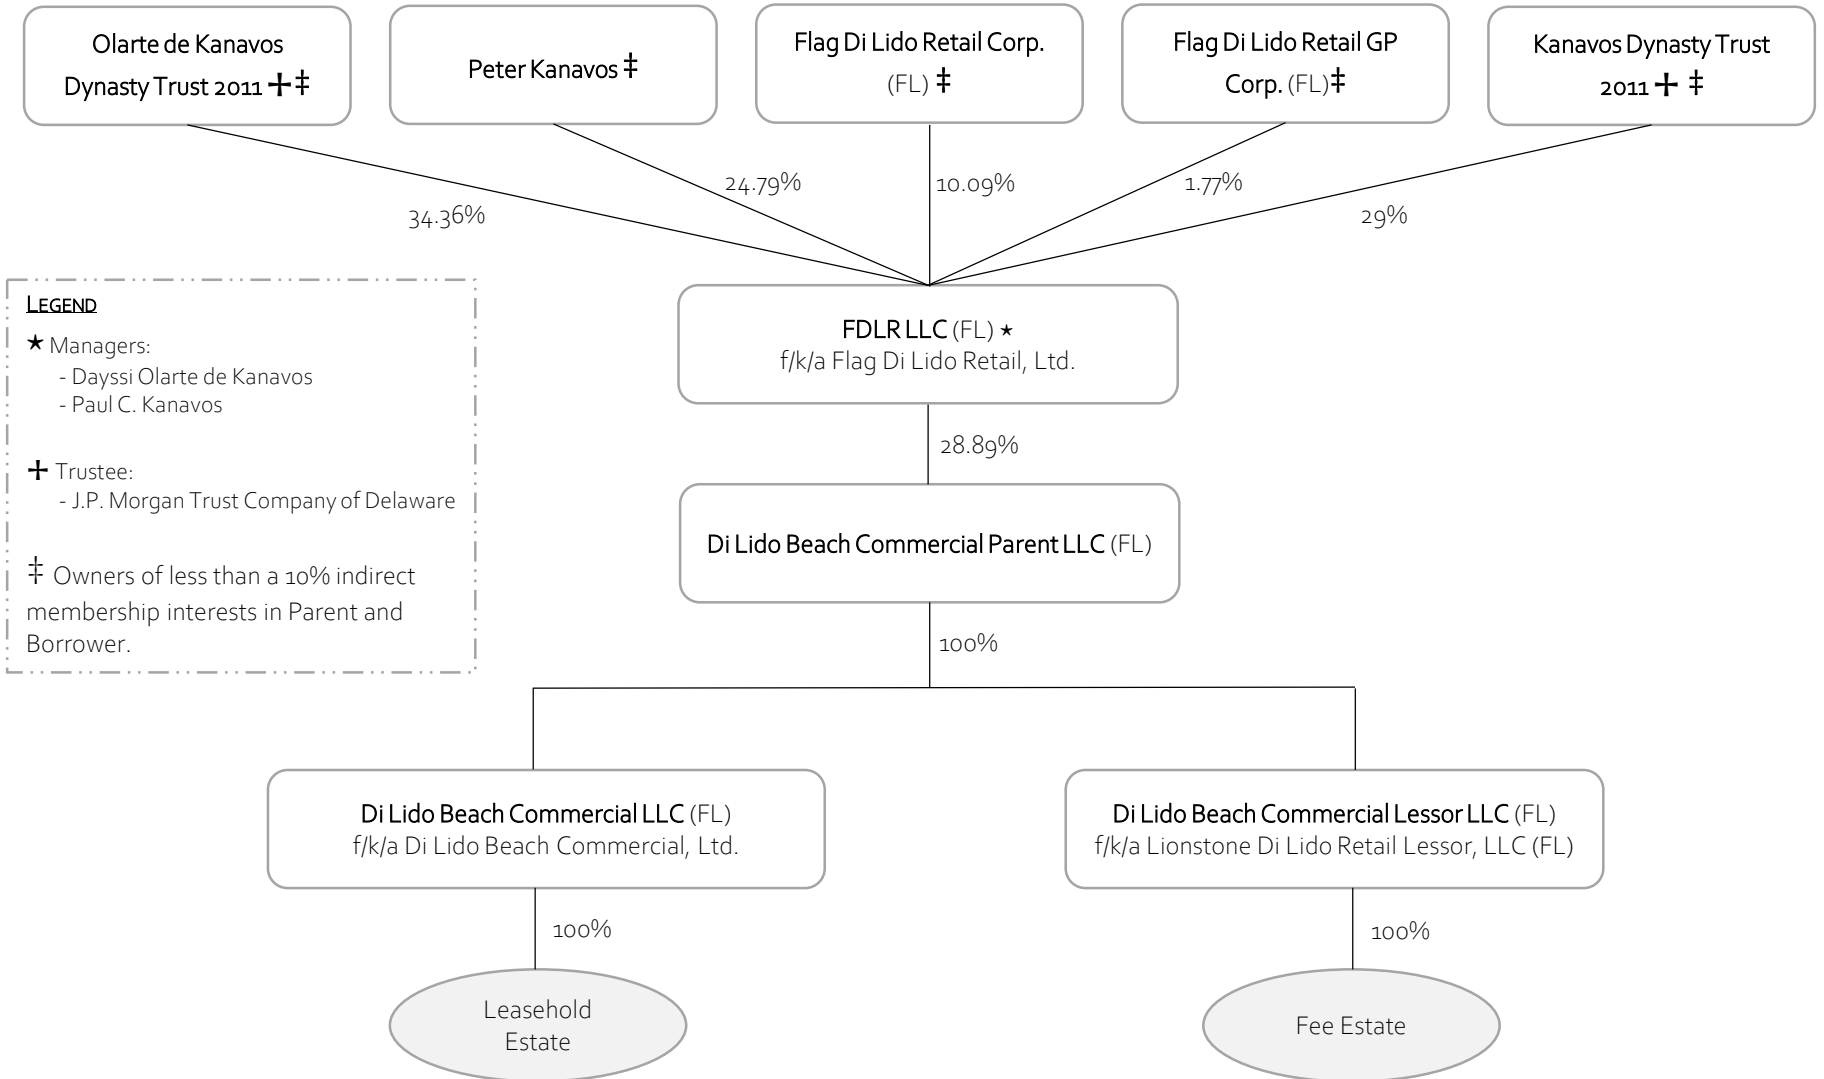 Olarte de Kanavos
Dynasty Trust 2011 ✢‡
Peter Kanavos ‡
Flag Di Lido Retail Corp.
(FL) ‡
Flag Di Lido Retail GP
Corp. (FL)‡
Kanavos Dynasty Trust
2011 ✢ ‡
34.36%
24.79%
10.09%
1.77%
29%
LEGEND
★ Managers:
- Dayssi Olarte de Kanavos
- Paul C. Kanavos
✢ Trustee:
- J.P. Morgan Trust Company of Delaware
‡ Owners of less than a 10% indirect
membership interests in Parent and
Borrower.
FDLR LLC (FL) ★
f/k/a Flag Di Lido Retail, Ltd.
28.89%
Di Lido Beach Commercial Parent LLC (FL)
100%
Di Lido Beach Commercial LLC (FL)
f/k/a Di Lido Beach Commercial, Ltd.
Di Lido Beach Commercial Lessor LLC (FL)
f/k/a Lionstone Di Lido Retail Lessor, LLC (FL)
100%
100%
Leasehold
Estate
Fee Estate